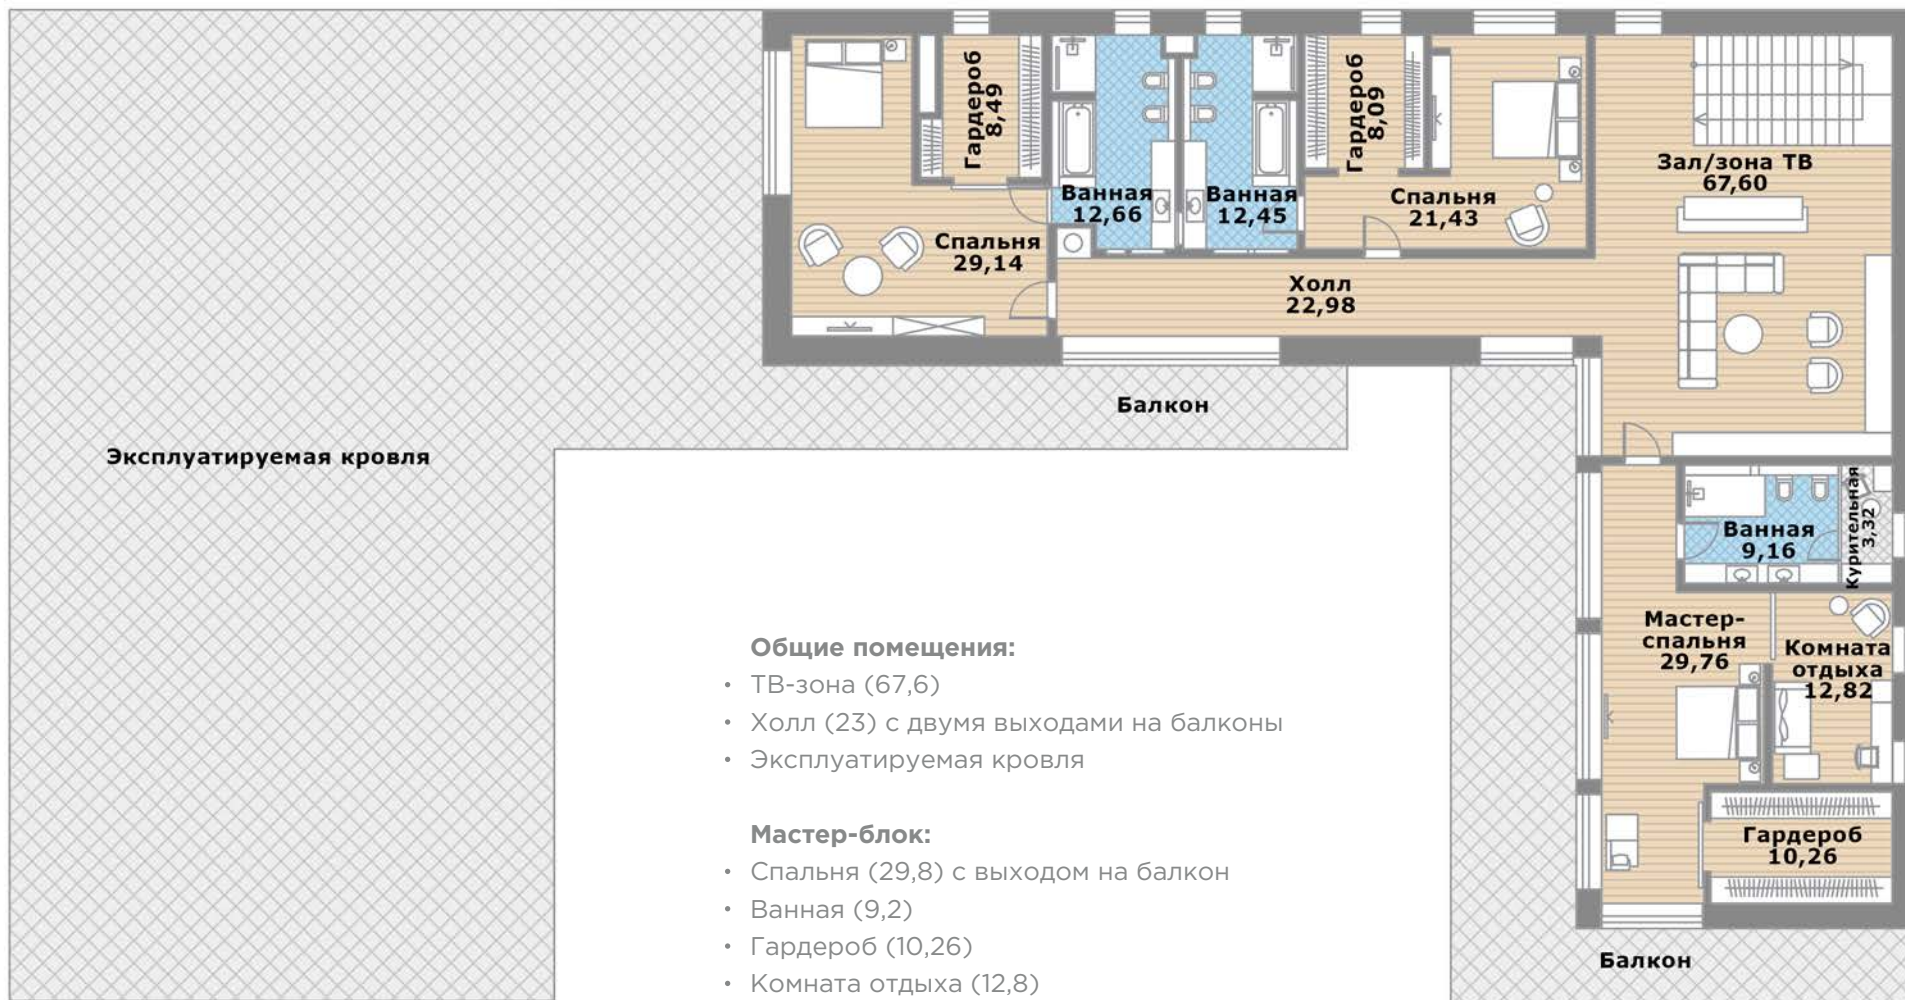 Гардероб
8,49
Гардероб
8,09
Зал/зона ТВ
67,60
Ванная
12,66
Ванная
12,45
Спальня
21,43
Спальня
29,14
Холл
22,98
Балкон
Эксплуатируемая кровля
Курительная
3,32
Ванная
9,16
Мастер-
спальня
29,76
Комната
отдыха
12,82
Гардероб
10,26
Балкон
Общие помещения:
• ТВ-зона (67,6)
• Холл (23) с двумя выходами на балконы
• Эксплуатируемая кровля
Мастер-блок:
• Спальня (29,8) с выходом на балкон
• Ванная (9,2)
• Гардероб (10,26)
• Комната отдыха (12,8)